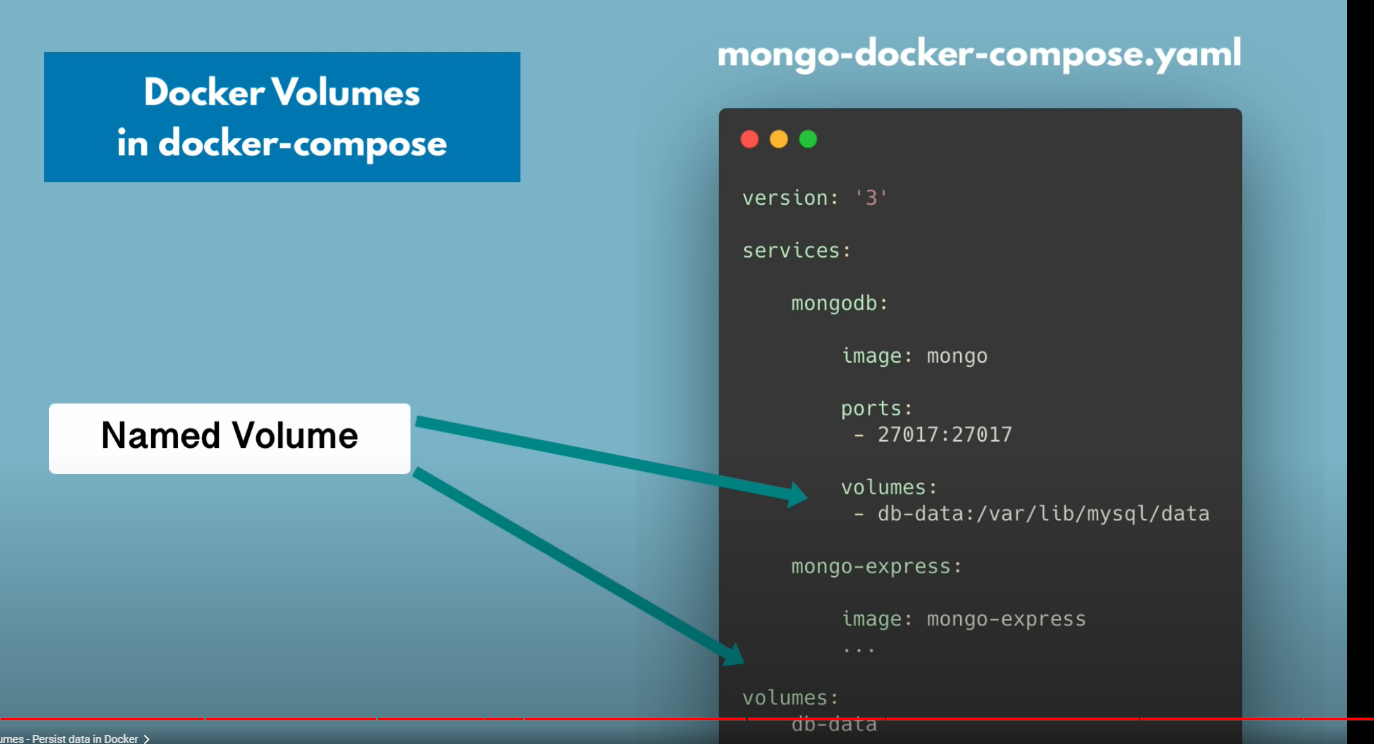 Docker Volumes
in docker-compose
mongo-docker-compose.yaml
version: '3'
services:
mongodb:
image: mongo
ports:
- 27017:27017
volumes:
- db-data:/var/lib/mysql/data
mongo-express:
image: mongo-express
...
volumes:
db-data
Named Volume
umes - Persist data in Docker >